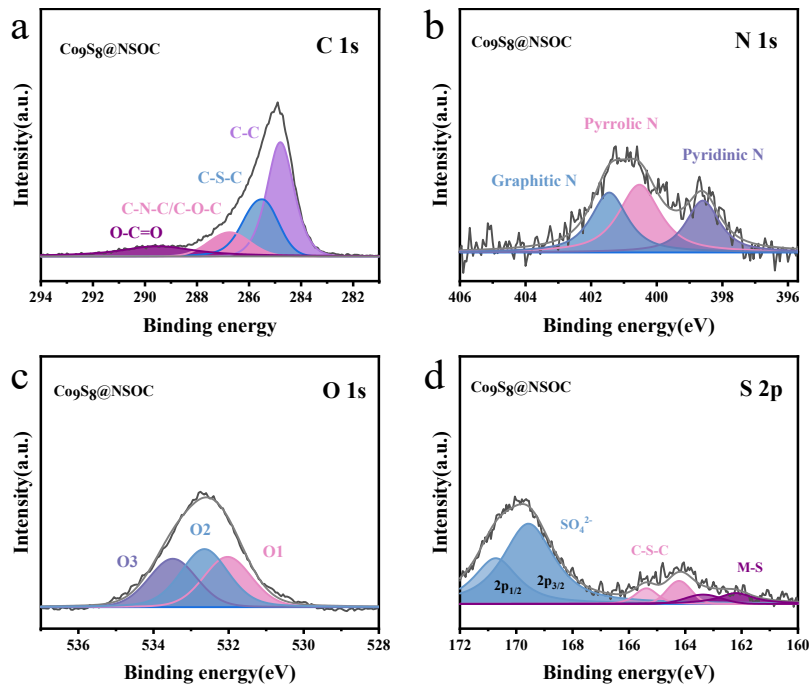 a
Co₉S₈@NSOC
C 1s
C-C
C-S-C
C-N-C/C-O-C
O-C=O
Intensity(a.u.)
294 292 290 288 286 284 282
Binding energy
b
Co₉S₈@NSOC
N 1s
Pyrrolic N
Pyridinic N
Graphitic N
Intensity(a.u.)
406 404 402 400 398 396
Binding energy(eV)
c
Co₉S₈@NSOC
O 1s
O2
O3
O1
Intensity(a.u.)
536 534 532 530 528
Binding energy(eV)
d
Co₉S₈@NSOC
S 2p
SO₄²⁻
C-S-C
M-S
2p₁/₂
2p₃/₂
Intensity(a.u.)
172 170 168 166 164 162 160
Binding energy(eV)